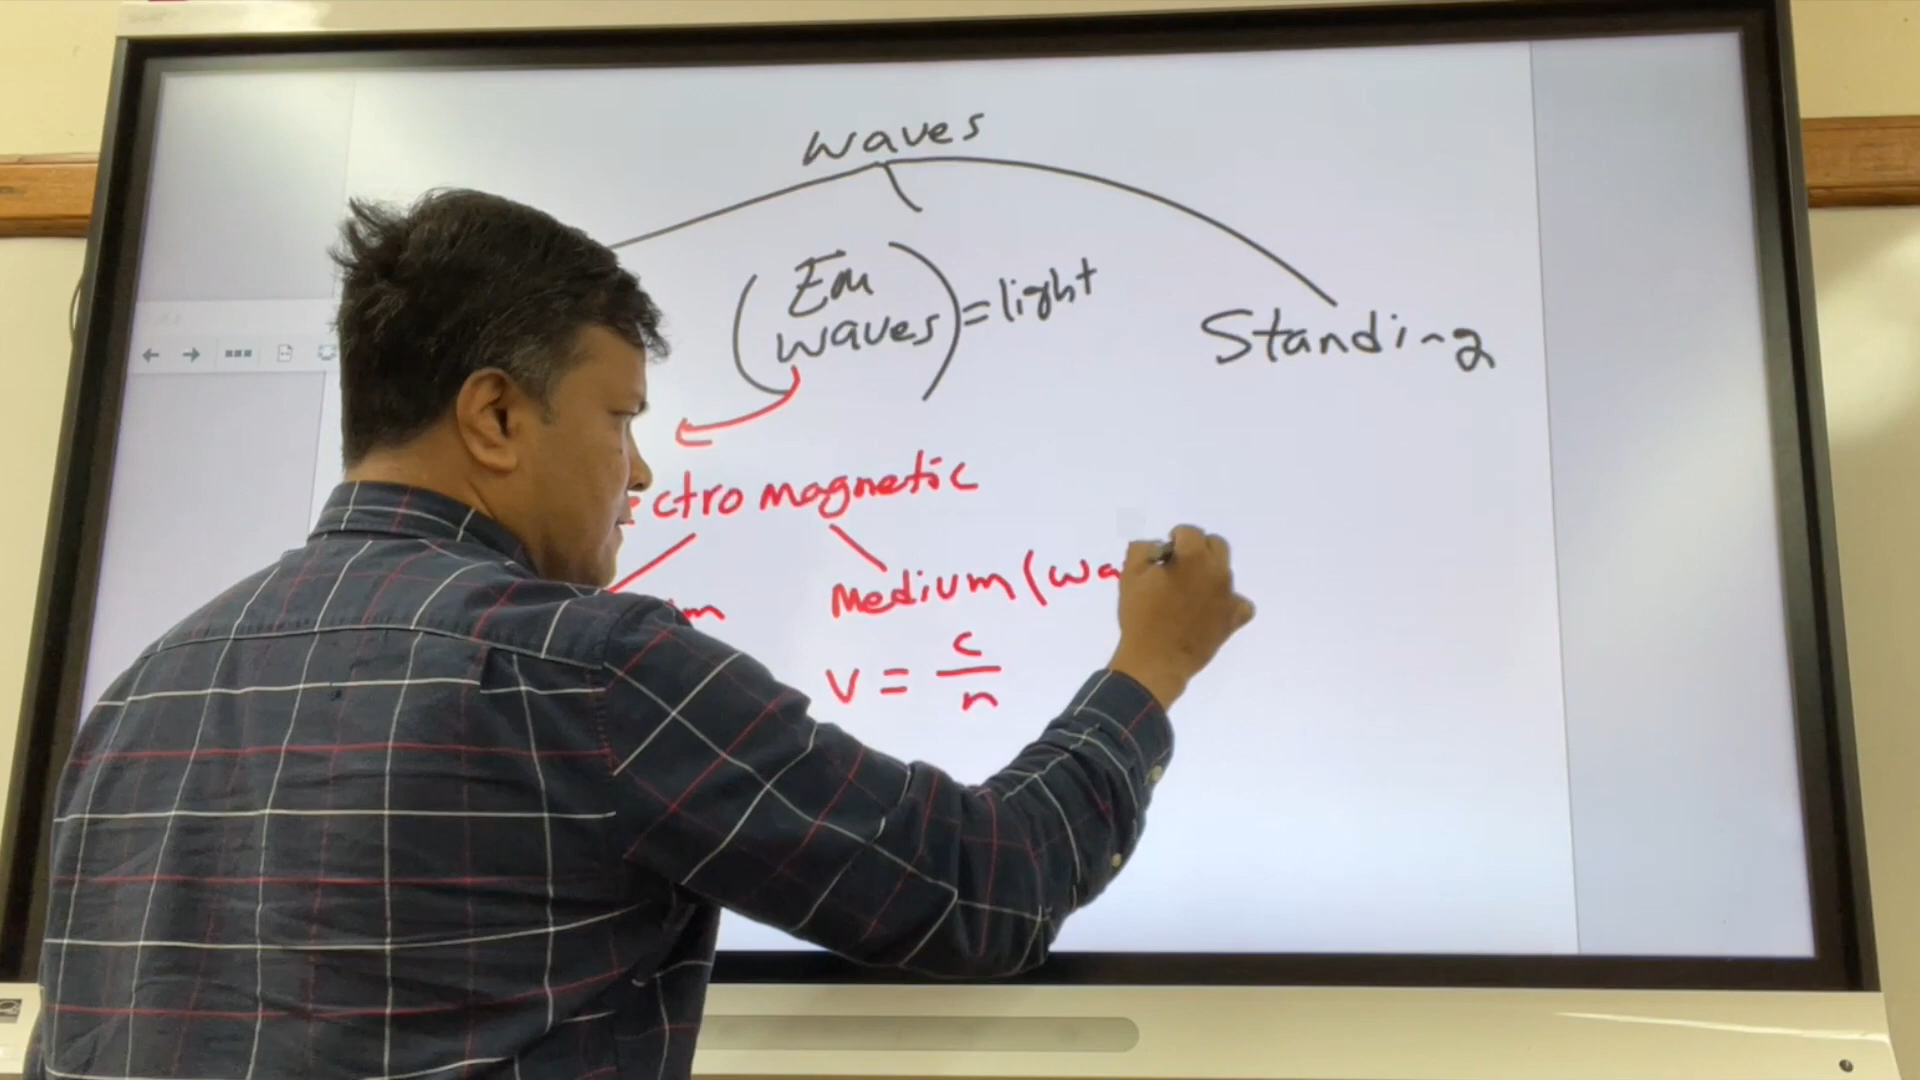 waves
(Em waves) = light
Standing
ctromagnetic
Medium (wa
v = c/n